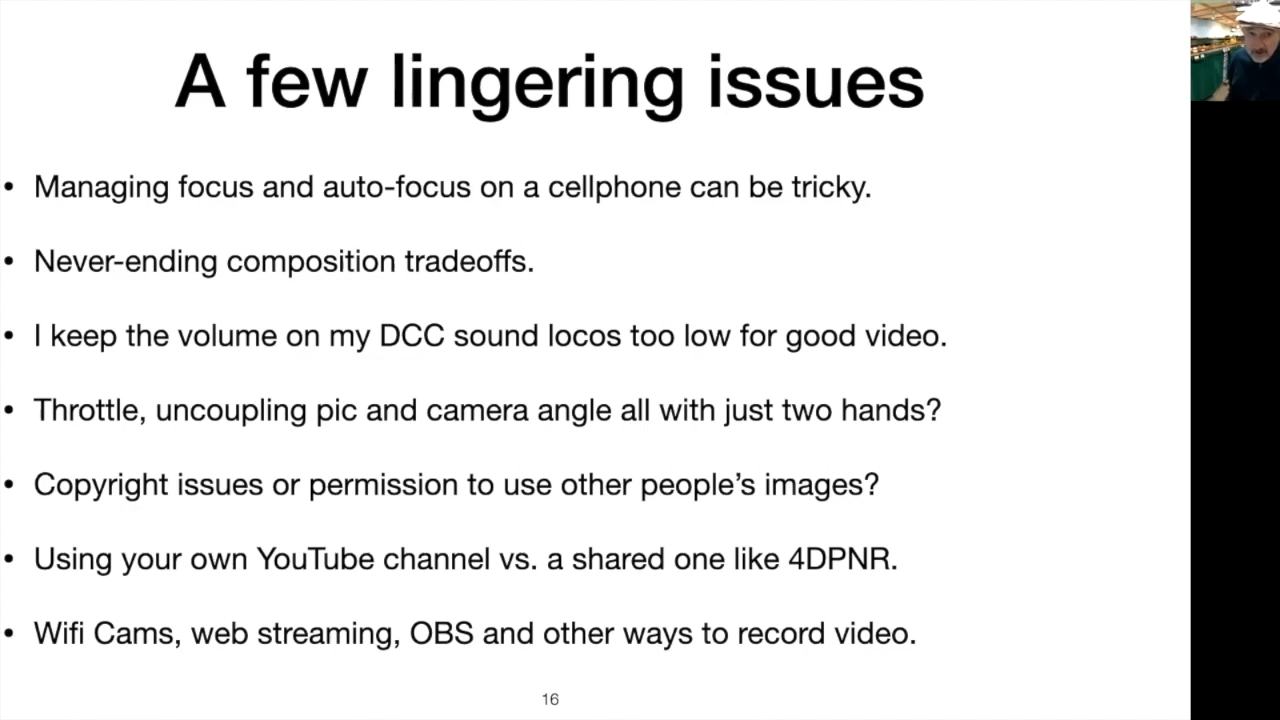 A few lingering issues
• Managing focus and auto-focus on a cellphone can be tricky.
• Never-ending composition tradeoffs.
• I keep the volume on my DCC sound locos too low for good video.
• Throttle, uncoupling pic and camera angle all with just two hands?
• Copyright issues or permission to use other people’s images?
• Using your own YouTube channel vs. a shared one like 4DPNR.
• Wifi Cams, web streaming, OBS and other ways to record video.
16